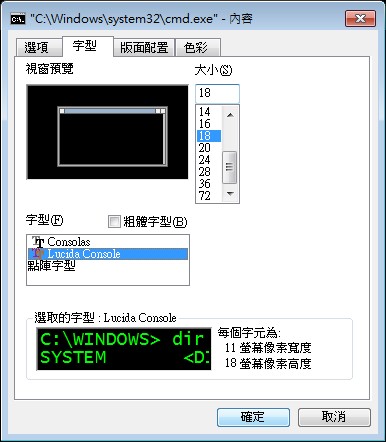 "C:\Windows\system32\cmd.exe" - 內容
選項
字型
版面配置
色彩
視窗預覽
大小(S)
18
14
16
18
20
24
28
36
72
字型(F)
粗體字型(B)
Consolas
Lucida Console
點陣字型
選取的字型 : Lucida Console
C:\WINDOWS> dir
SYSTEM <DI
每個字元為:
11 螢幕像素寬度
18 螢幕像素高度
確定
取消